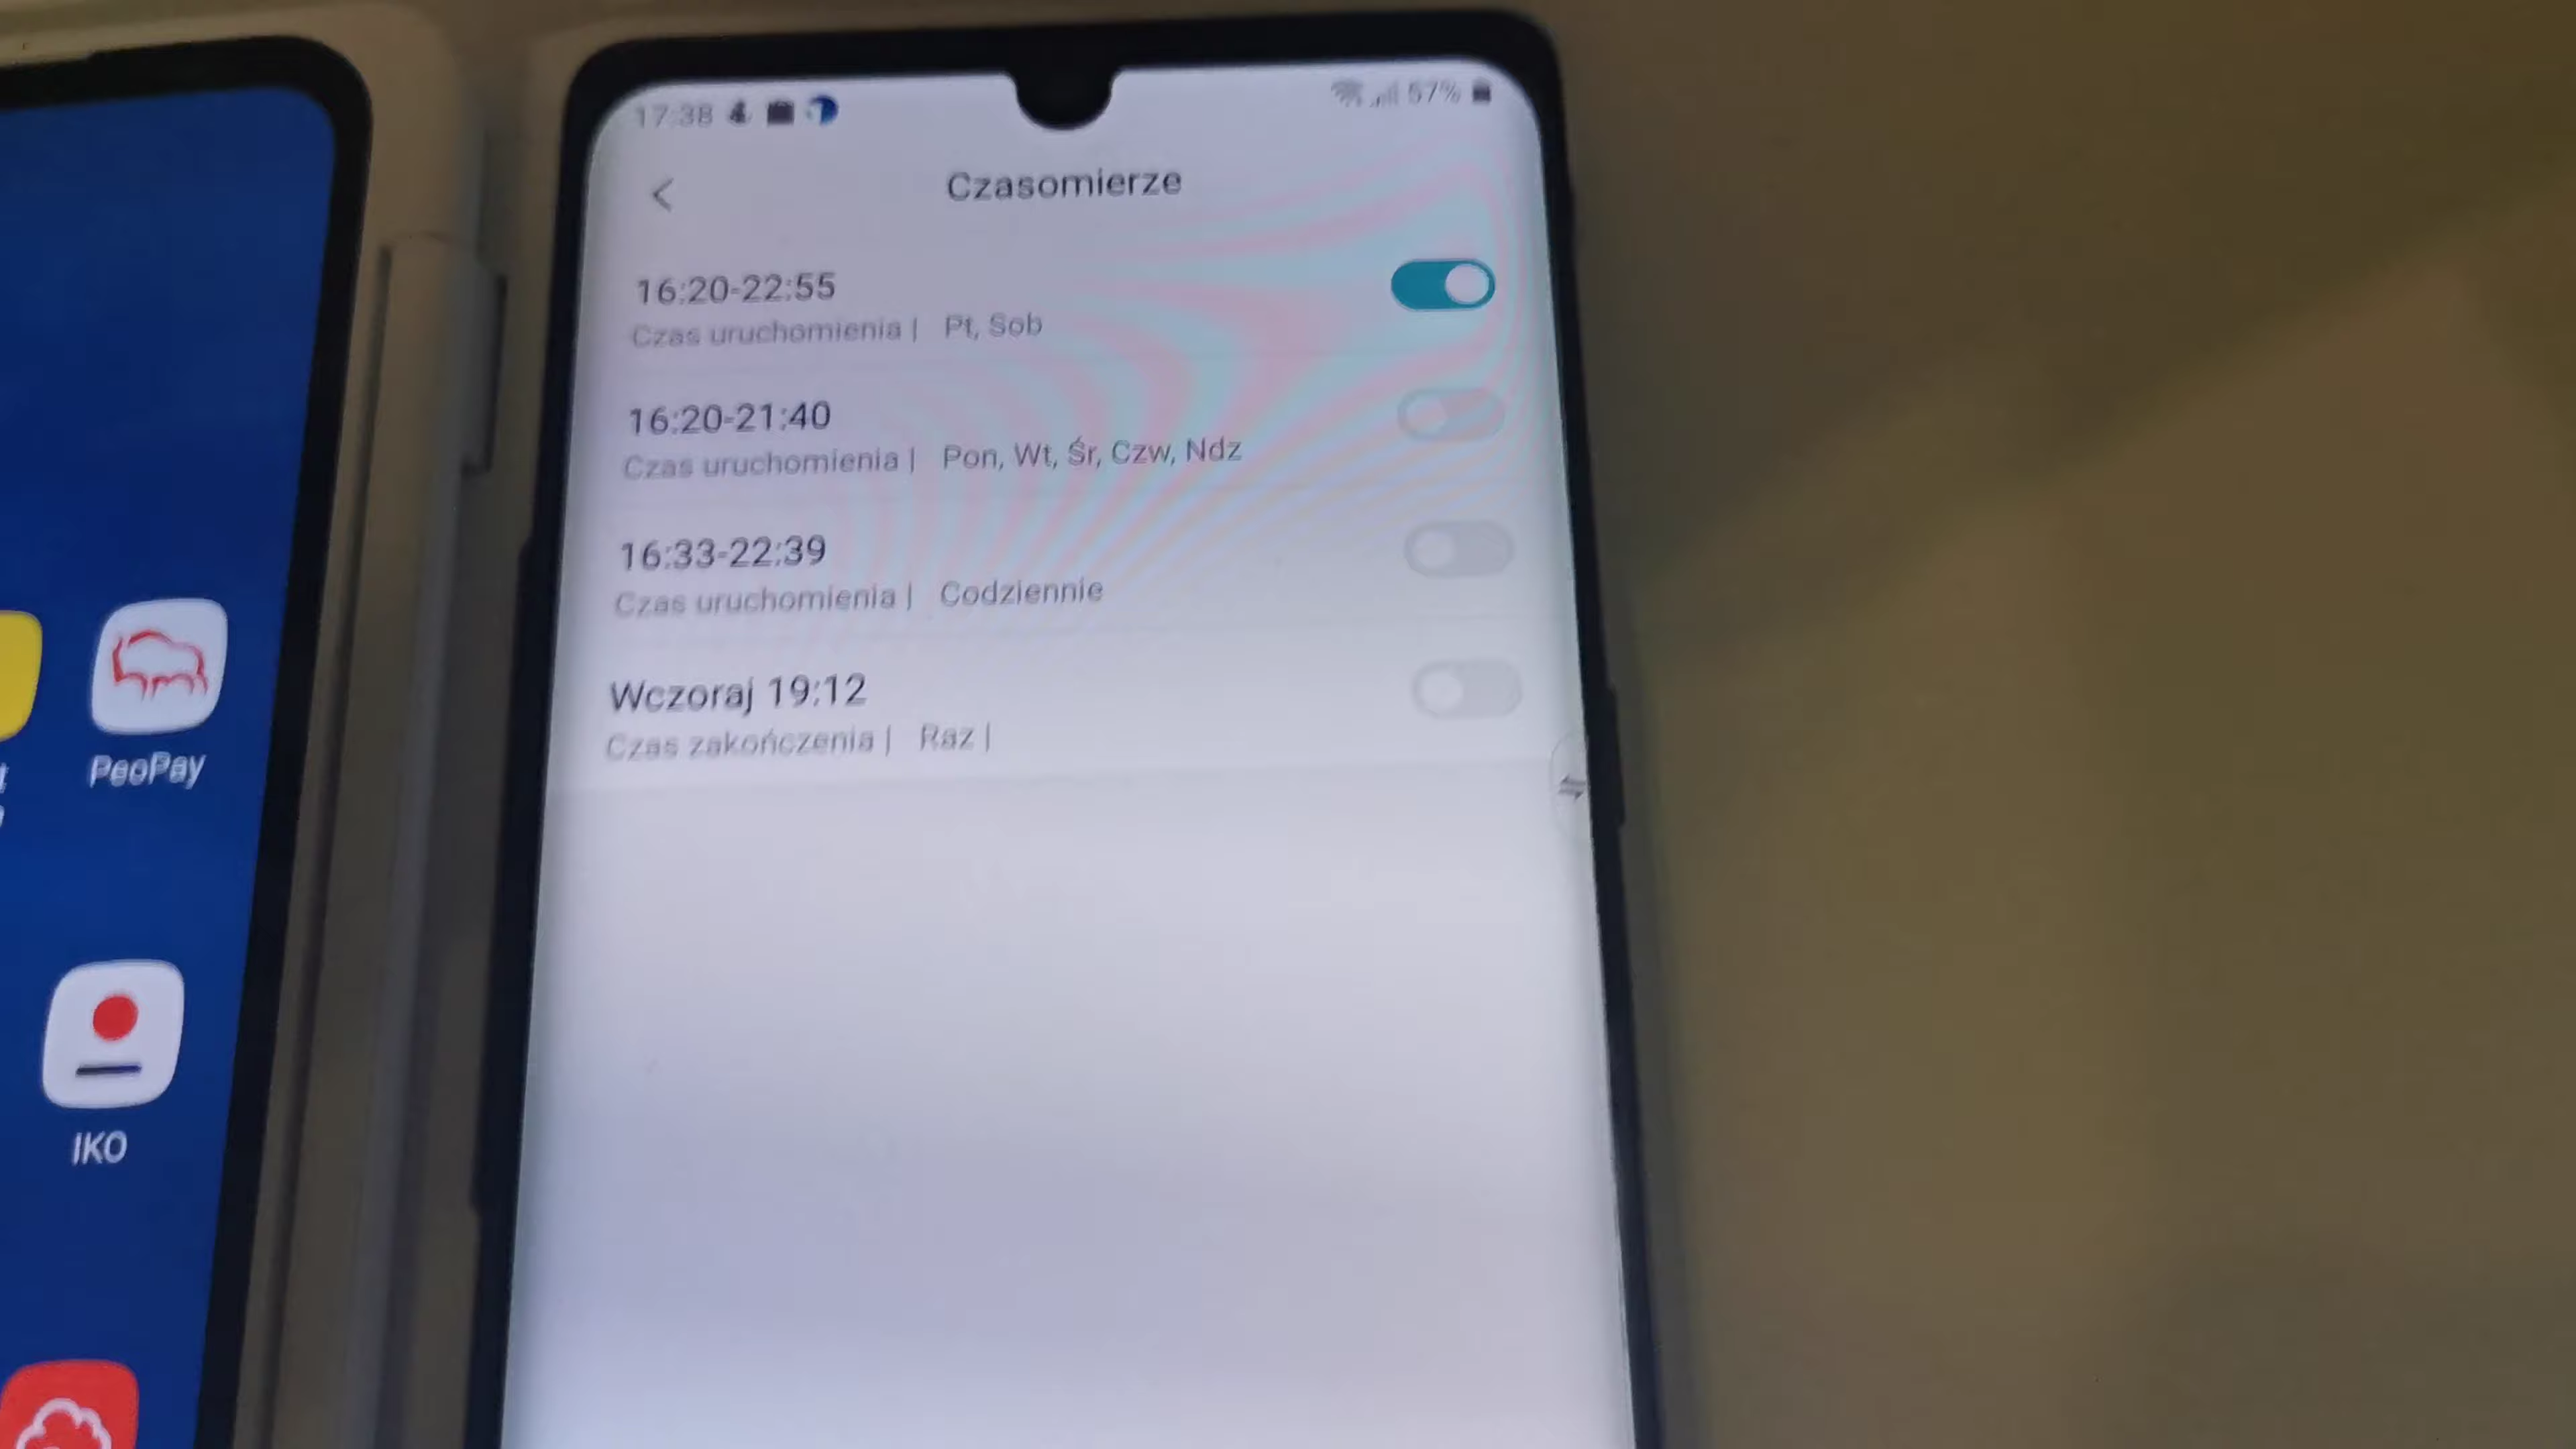 17:38
57%
Czasomierze
16:20-22:55
Czas uruchomienia | Pt, Sob
16:20-21:40
Czas uruchomienia | Pon, Wt, Śr, Czw, Ndz
16:33-22:39
Czas uruchomienia | Codziennie
Wczoraj 19:12
Czas zakończenia | Raz |
PeoPay
IKO